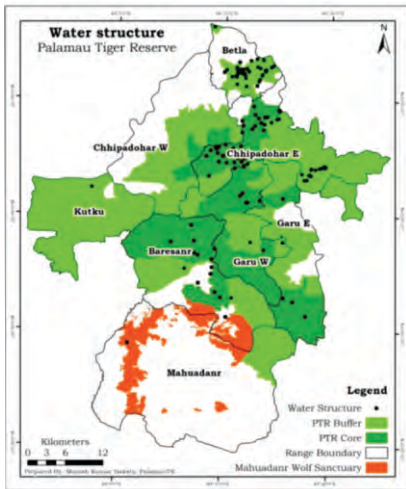 Water structure
Palamau Tiger Reserve
N
Betla
Chhipadohar W
Chhipadohar E
Kutku
Garu E
Baresanr
Garu W
Mahuadanr
Legend
Water Structure
PTR Buffer
PTR Core
Range Boundary
Mahuadanr Wolf Sanctuary
Kilometers
0 3 6 12